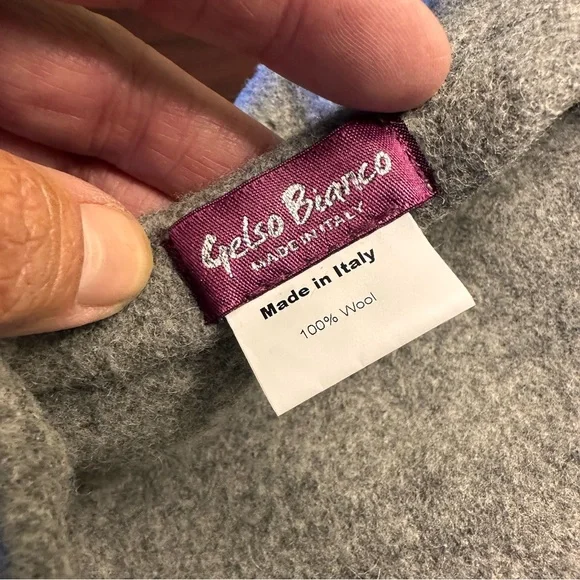 Gelso Bianco
MADE IN ITALY
Made in Italy
100% Wool